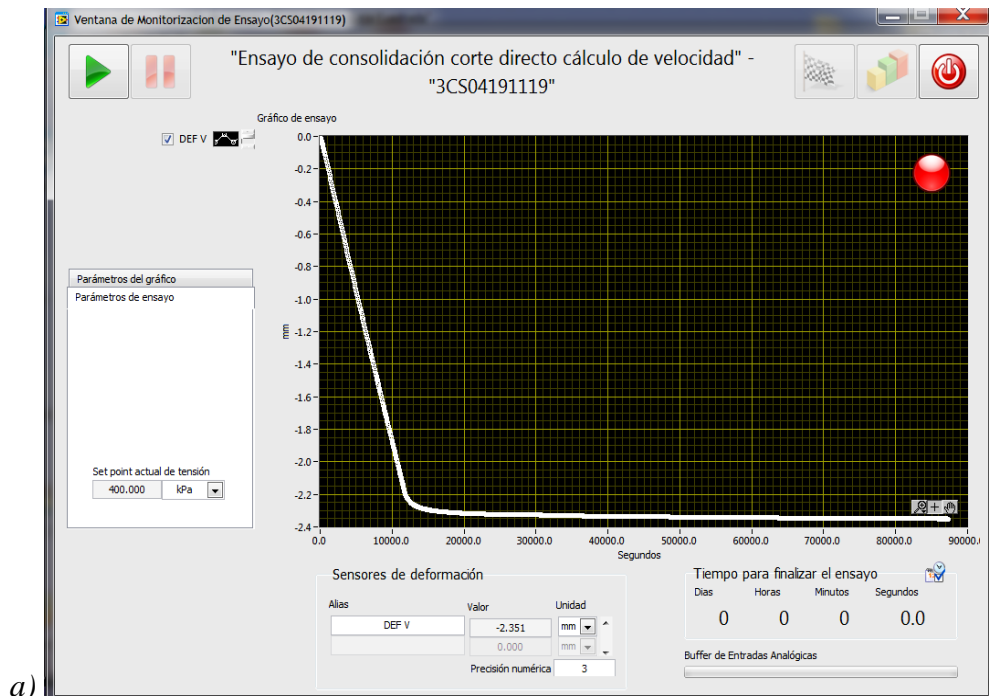 Ventana de Monitorizacion de Ensayo(3CS04191119)
"Ensayo de consolidación corte directo cálculo de velocidad" -
"3CS04191119"
Gráfico de ensayo
DEF V
0.0
-0.2
-0.4
-0.6
-0.8
-1.0
-1.2
-1.4
-1.6
-1.8
-2.0
-2.2
-2.4
mm
0.0 10000.0 20000.0 30000.0 40000.0 50000.0 60000.0 70000.0 80000.0 90000.
Segundos
Parámetros del gráfico
Parámetros de ensayo
Set point actual de tensión
400.000 kPa
Sensores de deformación
Alias Valor Unidad
DEF V -2.351 mm
0.000 mm
Precisión numérica 3
Tiempo para finalizar el ensayo
Dias Horas Minutos Segundos
0 0 0 0.0
Buffer de Entradas Analógicas
a)